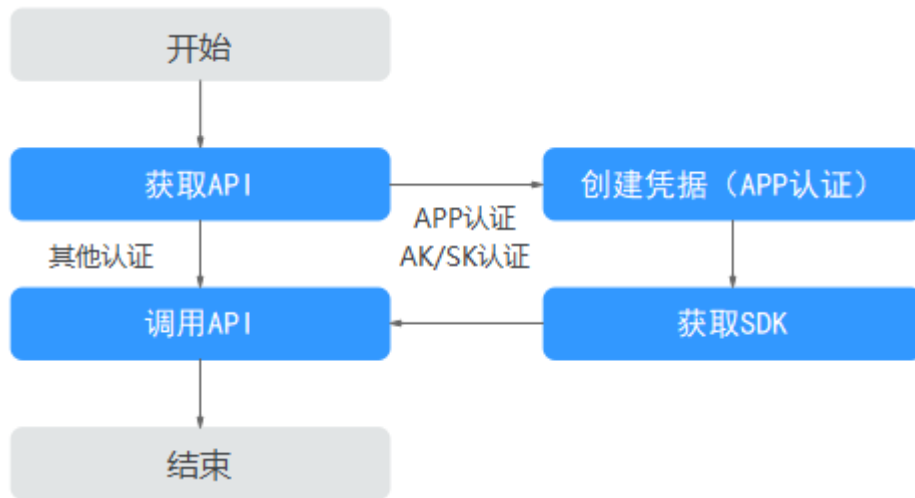 开始
获取API
创建凭据（APP认证）
APP认证
AK/SK认证
其他认证
调用API
获取SDK
结束